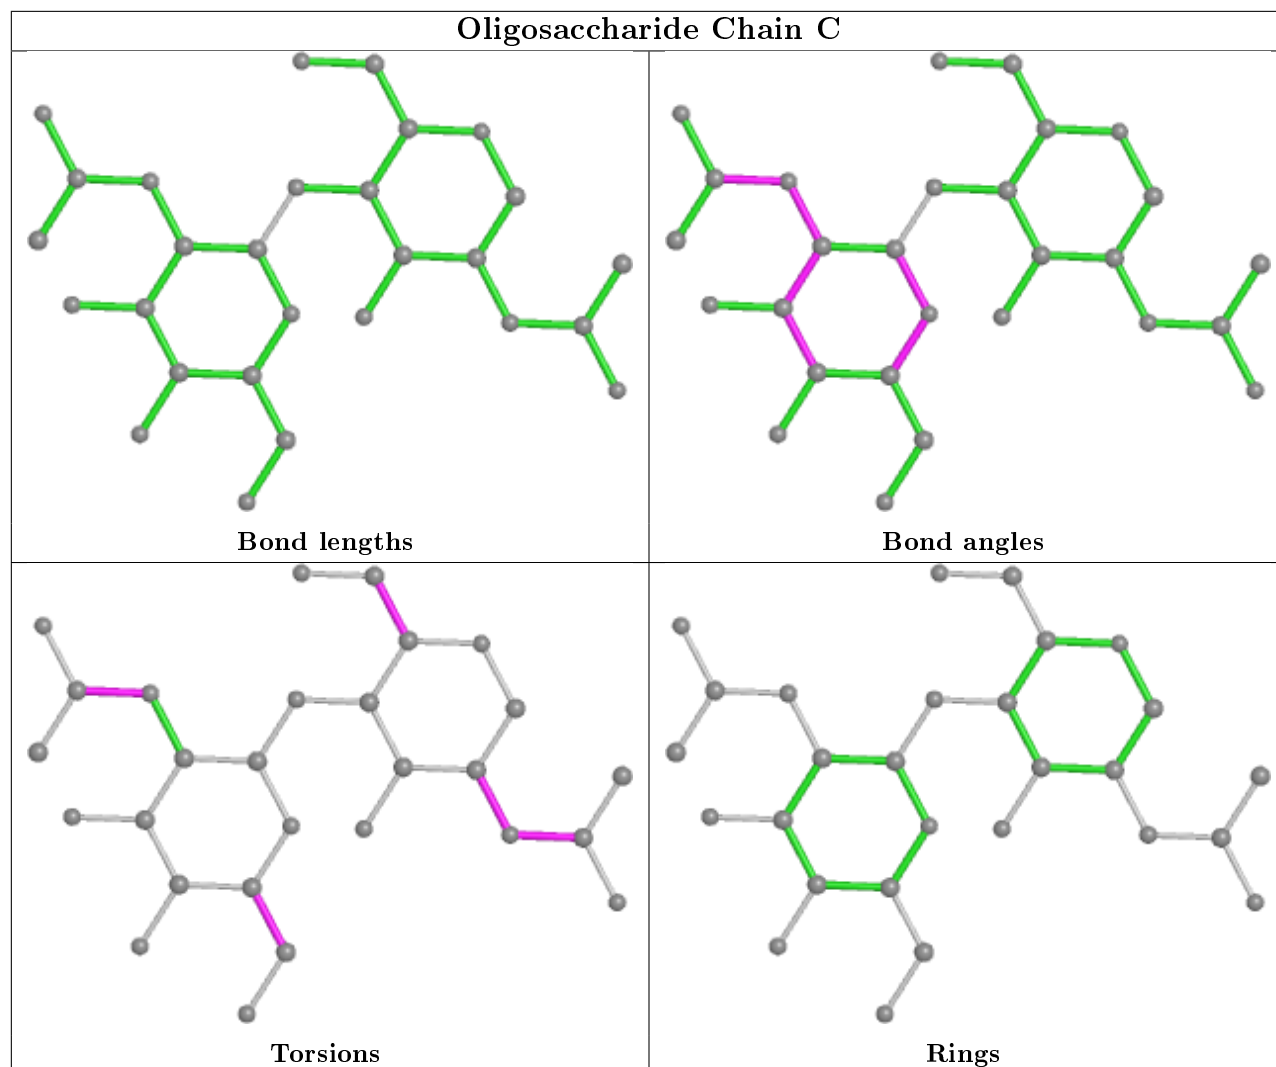 Oligosaccharide Chain C
Bond lengths
Bond angles
Torsions
Rings